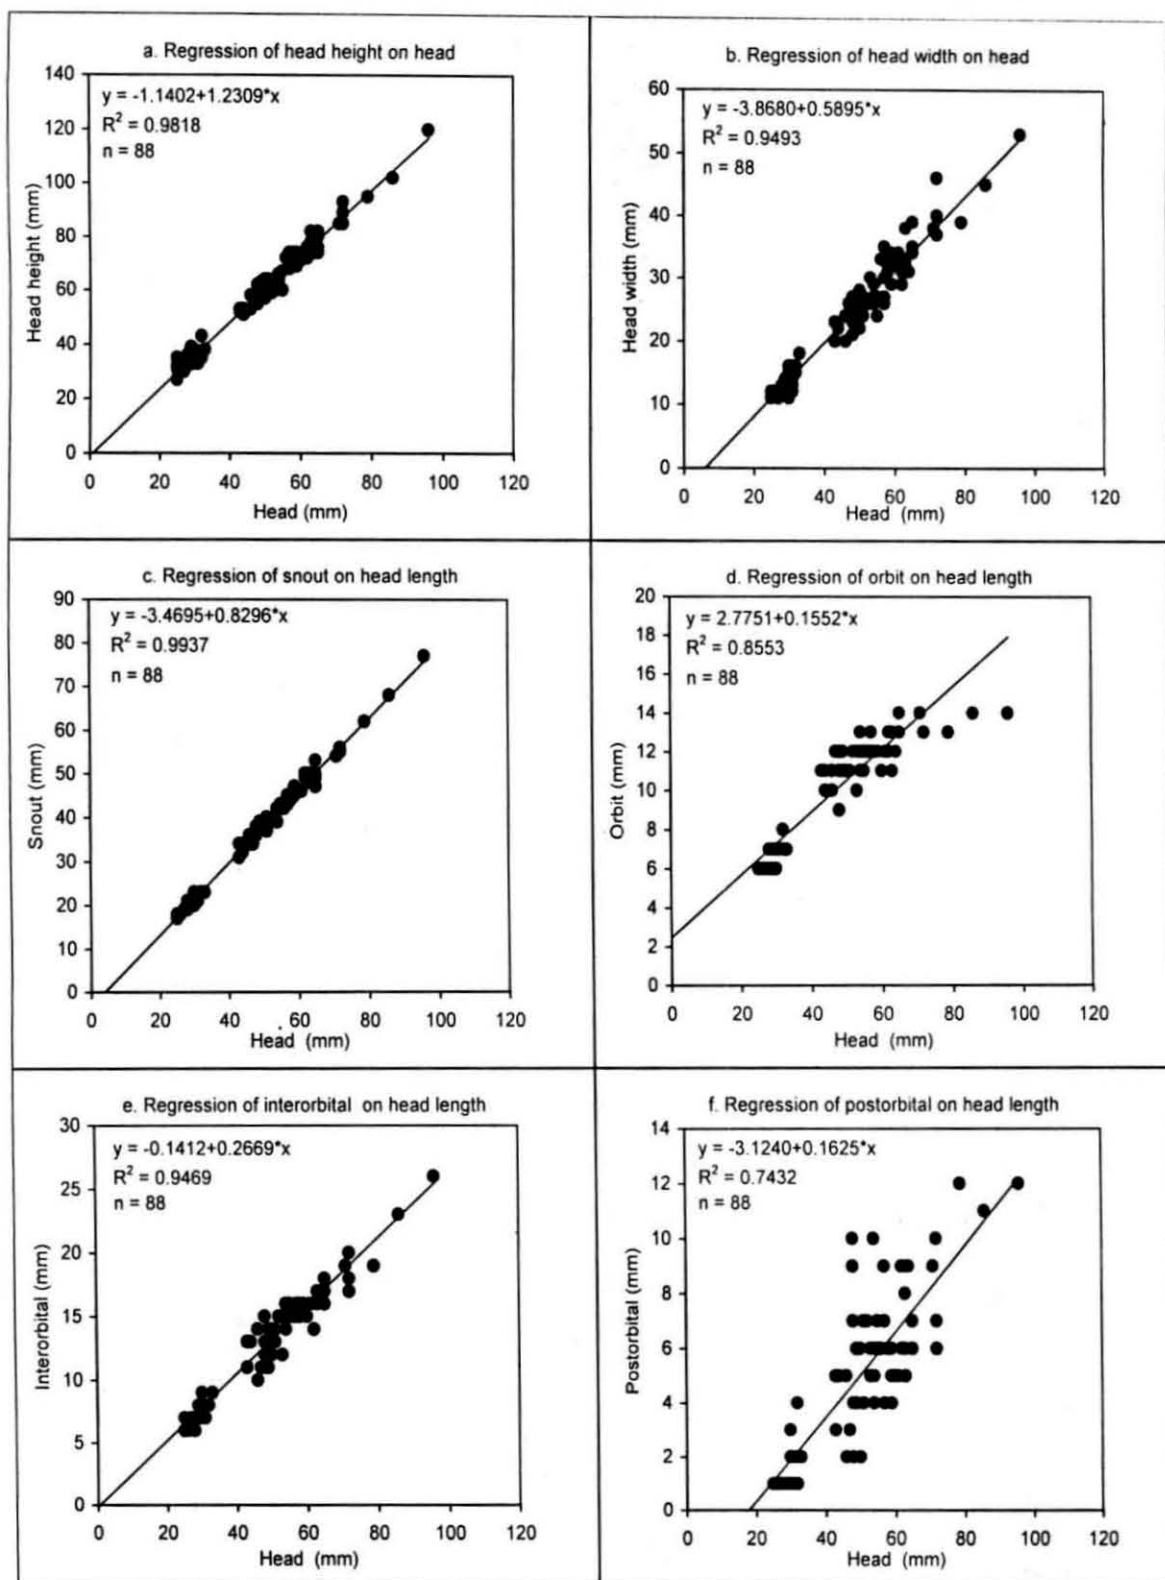 a. Regression of head height on head
y = -1.1402+1.2309*x
R² = 0.9818
n = 88
Head height (mm)
140
120
100
80
60
40
20
0
0 20 40 60 80 100 120
Head (mm)
b. Regression of head width on head
y = -3.8680+0.5895*x
R² = 0.9493
n = 88
Head width (mm)
60
50
40
30
20
10
0
0 20 40 60 80 100 120
Head (mm)
c. Regression of snout on head length
y = -3.4695+0.8296*x
R² = 0.9937
n = 88
Snout (mm)
90
80
70
60
50
40
30
20
10
0
0 20 40 60 80 100 120
Head (mm)
d. Regression of orbit on head length
y = 2.7751+0.1552*x
R² = 0.8553
n = 88
Orbit (mm)
20
18
16
14
12
10
8
6
4
2
0
0 20 40 60 80 100 120
Head (mm)
e. Regression of interorbital on head length
y = -0.1412+0.2669*x
R² = 0.9469
n = 88
Interorbital (mm)
30
25
20
15
10
5
0
0 20 40 60 80 100 120
Head (mm)
f. Regression of postorbital on head length
y = -3.1240+0.1625*x
R² = 0.7432
n = 88
Postorbital (mm)
14
12
10
8
6
4
2
0
0 20 40 60 80 100 120
Head (mm)